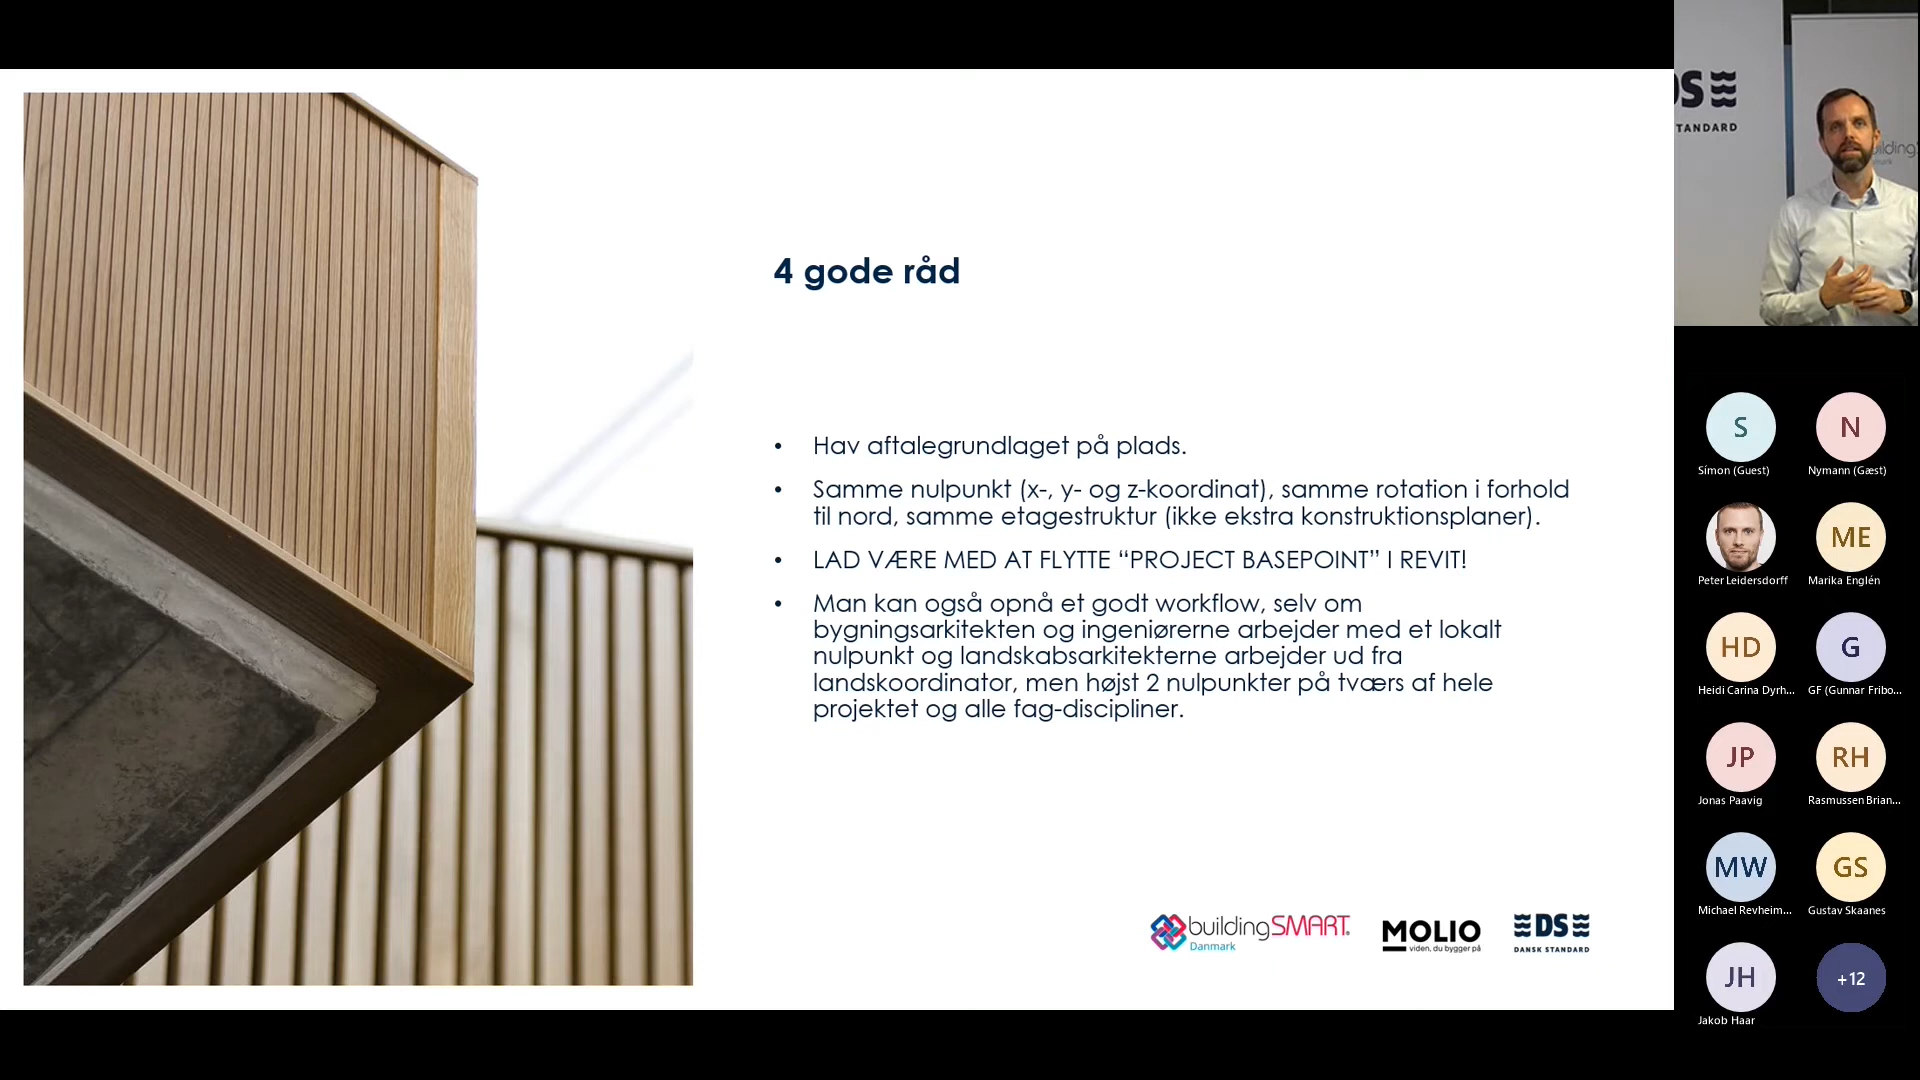 4 gode råd
• Hav aftalegrundlaget på plads.
• Samme nulpunkt (x-, y- og z-koordinat), samme rotation i forhold
til nord, samme etagestruktur (ikke ekstra konstruktionsplaner).
• LAD VÆRE MED AT FLYTTE “PROJECT BASEPOINT” I REVIT!
• Man kan også opnå et godt workflow, selv om
bygningsarkitekten og ingeniørerne arbejder med et lokalt
nulpunkt og landskabsarkitekterne arbejder ud fra
landskoordinator, men højst 2 nulpunkter på tværs af hele
projektet og alle fag-discipliner.
buildingSMART®
Danmark
MOLIO
viden, du bygger på
DS
DANSK STANDARD
DS
TANDARD
ilding
S
N
Símon (Guest)
Nymann (Gæst)
ME
Peter Leidersdorff
Marika Englén
HD
G
Heidi Carina Dyrh...
GF (Gunnar Fribo...
JP
RH
Jonas Paavig
Rasmussen Brian...
MW
GS
Michael Revheim...
Gustav Skaanes
JH
+12
Jakob Haar